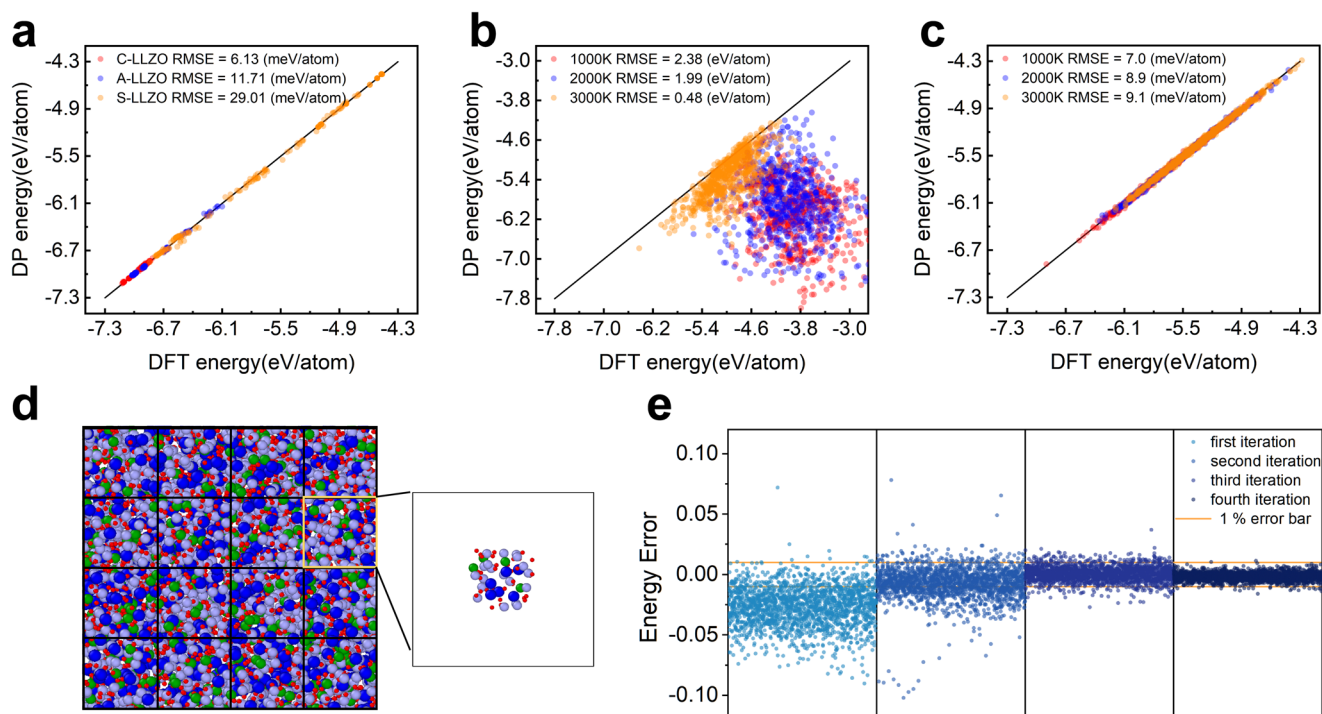 a
C-LLZO RMSE = 6.13 (meV/atom)
A-LLZO RMSE = 11.71 (meV/atom)
S-LLZO RMSE = 29.01 (meV/atom)
DP energy(eV/atom)
-4.3
-4.9
-5.5
-6.1
-6.7
-7.3
-7.3 -6.7 -6.1 -5.5 -4.9 -4.3
DFT energy(eV/atom)
b
1000K RMSE = 2.38 (eV/atom)
2000K RMSE = 1.99 (eV/atom)
3000K RMSE = 0.48 (eV/atom)
DP energy(eV/atom)
-3.0
-3.8
-4.6
-5.4
-6.2
-7.0
-7.8
-7.8 -7.0 -6.2 -5.4 -4.6 -3.8 -3.0
DFT energy(eV/atom)
c
1000K RMSE = 7.0 (meV/atom)
2000K RMSE = 8.9 (meV/atom)
3000K RMSE = 9.1 (meV/atom)
DP energy(eV/atom)
-4.3
-4.9
-5.5
-6.1
-6.7
-7.3
-7.3 -6.7 -6.1 -5.5 -4.9 -4.3
DFT energy(eV/atom)
d
e
Energy Error
0.10
0.05
0.00
-0.05
-0.10
first iteration
second iteration
third iteration
fourth iteration
1 % error bar